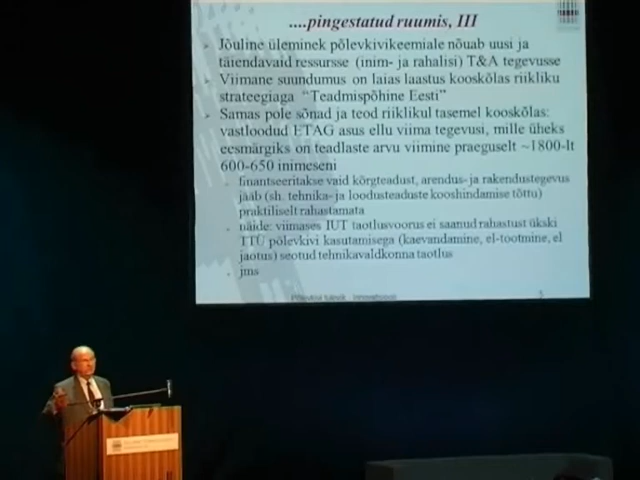 ....pingestatud ruumis, III
Jõuline üleminek põlevkivikeemiale nõuab uusi ja
täiendavaid ressursse (inim- ja rahalisi) T&A tegevusse
Viimane suundumus on laias laastus kooskõlas riikliku
strateegiaga "Teadmispõhine Eesti"
Samas pole sõnad ja teod riiklikul tasemel kooskõlas:
vastloodud ETAG asus ellu viima tegevusi, mille üheks
eesmärgiks on teadlaste arvu viimine praeguselt ~1800-lt
600-650 inimeseni
finantseeritakse vaid kõrgteadust, arendus- ja rakendustegevus
jääb (sh. tehnika- ja loodusteaduste kooshindamise tõttu)
praktiliselt rahastamata
näide: viimases IUT taotlusvoorus ei saanud rahastust ükski
TTÜ põlevkivi kasutamisega (kaevandamine, el-tootmine, el
jaotus) seotud tehnikavaldkonna taotlus
jms